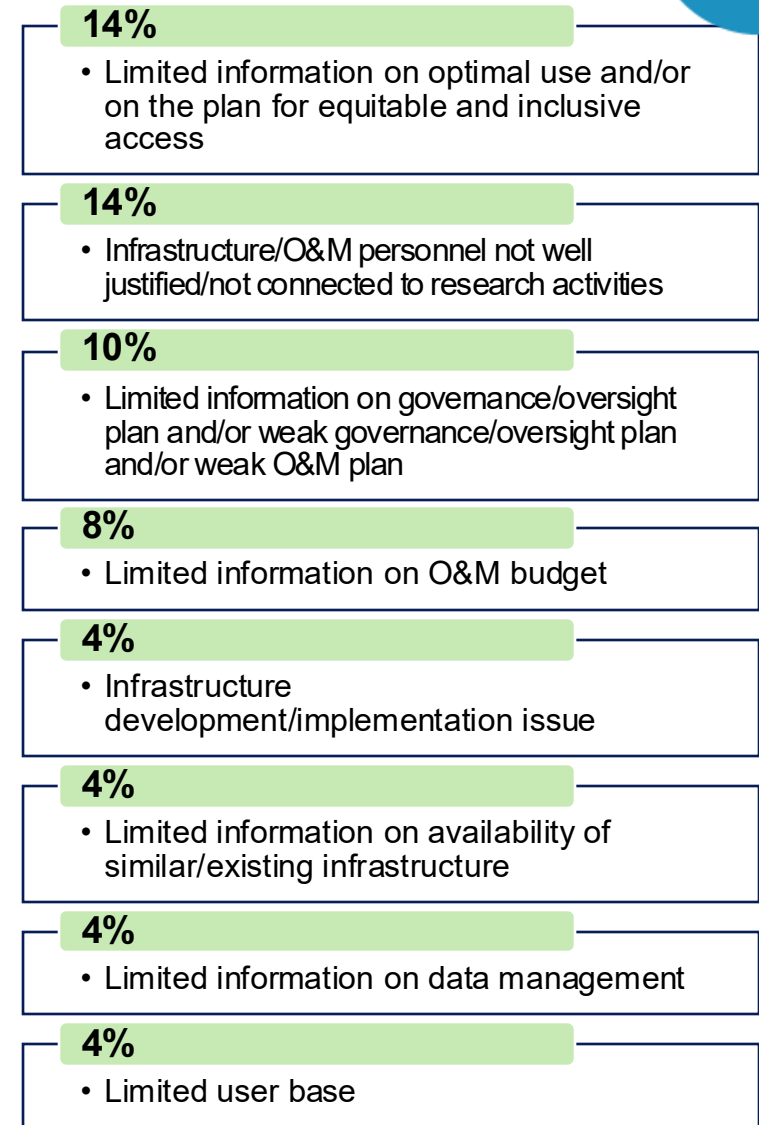 14%
• Limited information on optimal use and/or
on the plan for equitable and inclusive
access
14%
• Infrastructure/O&M personnel not well
justified/not connected to research activities
10%
• Limited information on governance/oversight
plan and/or weak governance/oversight plan
and/or weak O&M plan
8%
• Limited information on O&M budget
4%
• Infrastructure
development/implementation issue
4%
• Limited information on availability of
similar/existing infrastructure
4%
• Limited information on data management
4%
• Limited user base